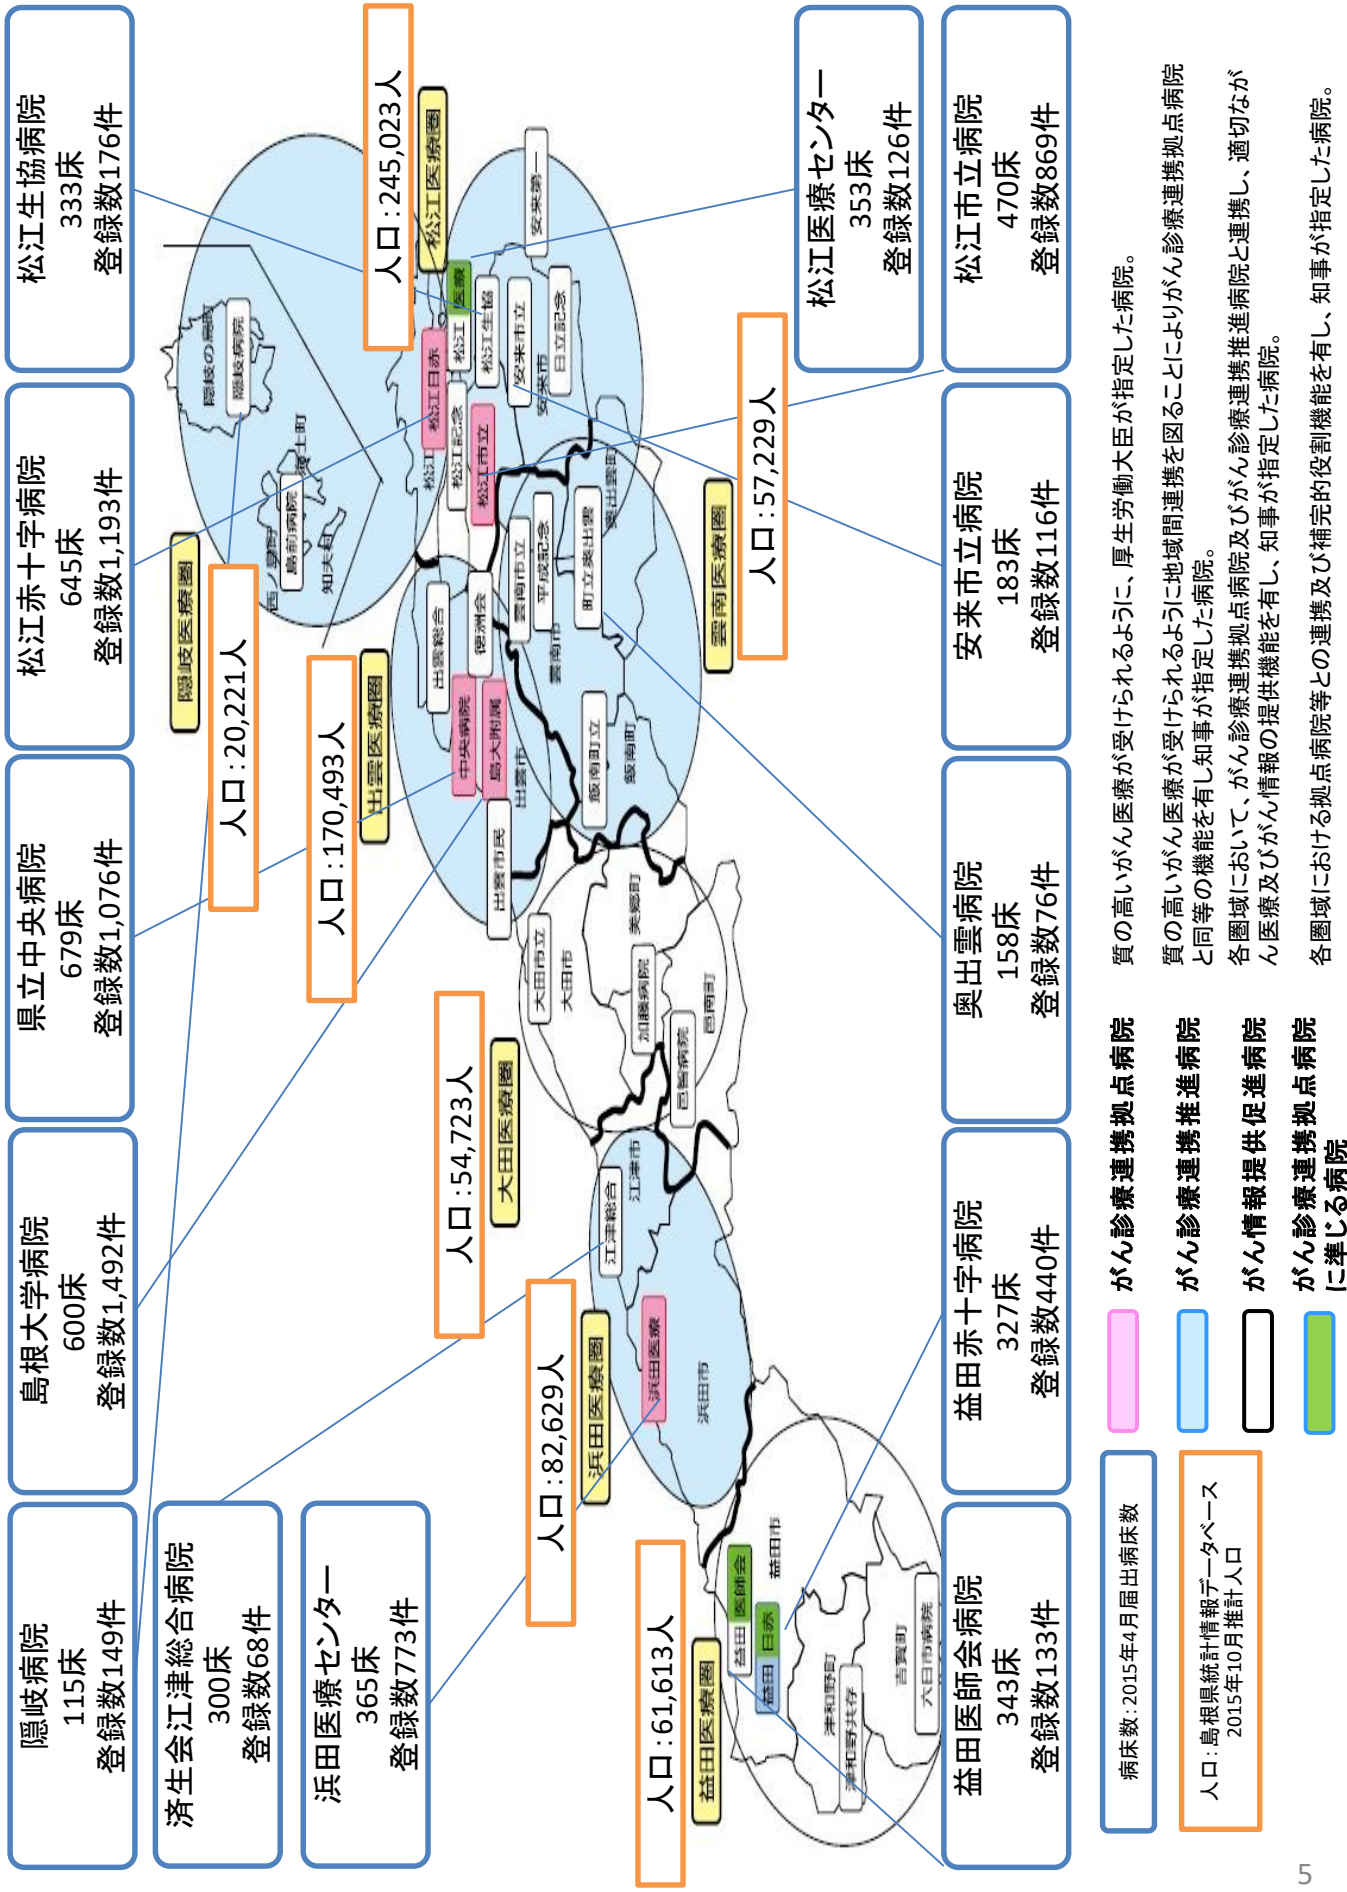 隠岐病院
115床
登録数149件
島根大学病院
600床
登録数1,492件
県立中央病院
679床
登録数1,076件
松江赤十字病院
645床
登録数1,193件
松江生協病院
333床
登録数176件
済生会江津総合病院
300床
登録数68件
浜田医療センター
365床
登録数773件
隠岐医療圏
人口:20,221人
隠岐の島町
隠岐病院
西ノ島町
海士町
島前病院
知夫村
人口:245,023人
松江医療圏
松江日赤
松江
松江 医療
松江記念
松江生協
松江市立
安来市立
安来市
日立記念
安来第一
人口:170,493人
出雲医療圏
出雲総合
中央病院
徳洲会
島大附属
出雲市
出雲市民
雲南市立
平成記念
町立奥出雲
奥出雲町
雲南市
飯南町立
飯南町
雲南医療圏
人口:57,229人
人口:54,723人
大田医療圏
大田市立
大田市
美郷町
加藤病院
邑南町
邑智病院
人口:82,629人
浜田医療圏
江津総合
江津市
浜田医療
浜田市
人口:61,613人
益田医療圏
益田 医師会
益田 日赤
益田市
津和野町
津和野共存
吉賀町
六日市病院
松江医療センター
353床
登録数126件
益田医師会病院
343床
登録数133件
益田赤十字病院
327床
登録数440件
奥出雲病院
158床
登録数76件
安来市立病院
183床
登録数116件
松江市立病院
470床
登録数869件
病床数:2015年4月届出病床数
人口:島根県統計情報データベース
2015年10月推計人口
がん診療連携拠点病院
質の高いがん医療が受けられるように、厚生労働大臣が指定した病院。
がん診療連携推進病院
質の高いがん医療が受けられるように地域間連携を図ることによりがん診療連携拠点病院
と同等の機能を有し知事が指定した病院。
がん情報提供促進病院
各圏域において、がん診療連携拠点病院及びがん診療連携推進病院と連携し、適切なが
ん医療及びがん情報の提供機能を有し、知事が指定した病院。
がん診療連携拠点病院
に準じる病院
各圏域における拠点病院等との連携及び補完的役割機能を有し、知事が指定した病院。
5